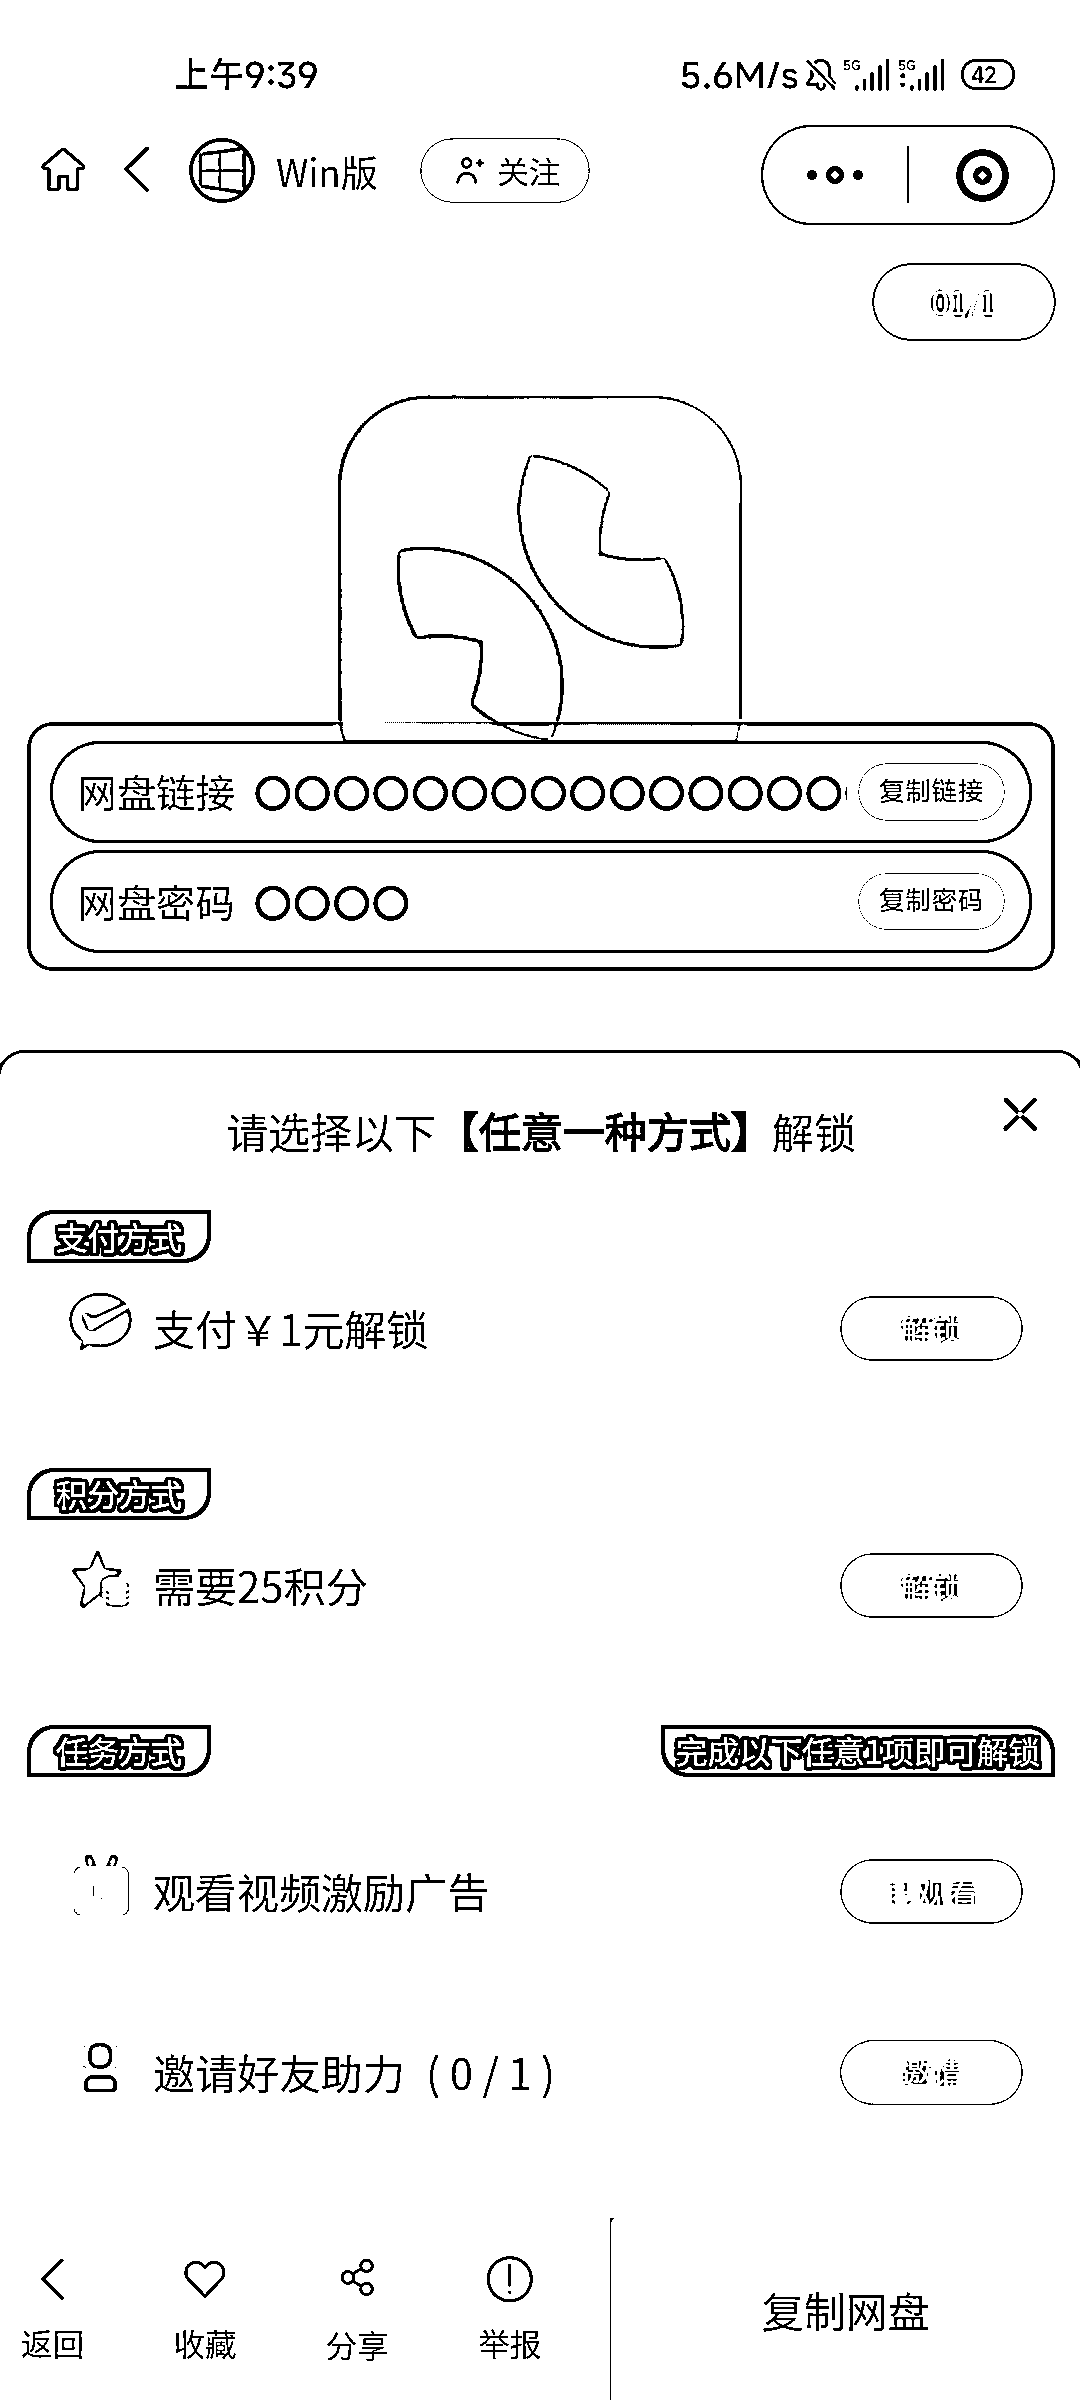 上午9:39 5.6M/s 5G 5G 42
Win版 关注
01/1
网盘链接 复制链接
网盘密码 复制密码
请选择以下【任意一种方式】解锁
支付方式
支付￥1元解锁 解锁
积分方式
需要25积分 解锁
任务方式 完成以下任意1项即可解锁
观看视频激励广告 已观看
邀请好友助力（0/1） 邀请
返回 收藏 分享 举报 复制网盘